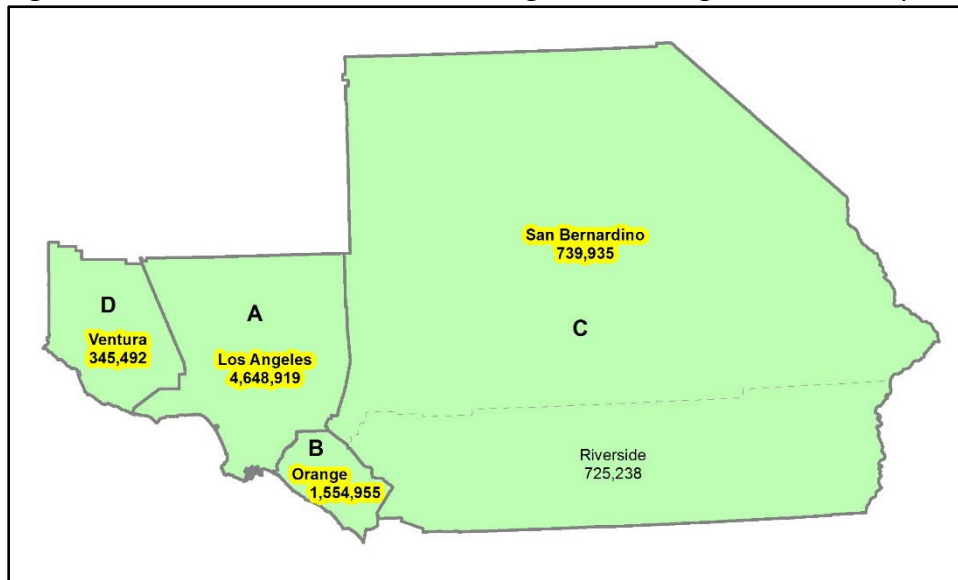 San Bernardino
739,935
D
A
C
Ventura
345,492
Los Angeles
4,648,919
B
Orange
1,554,955
Riverside
725,238